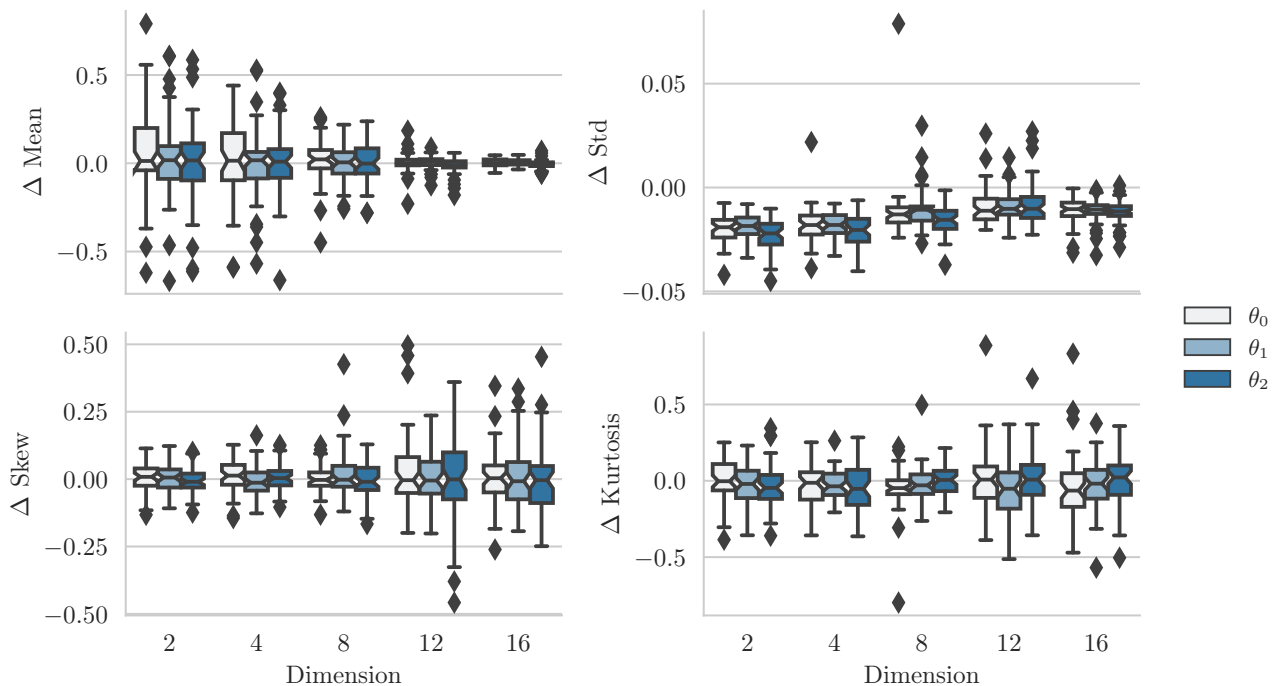 Δ Mean
0.5
0.0
−0.5
Δ Std
0.05
0.00
−0.05
Δ Skew
0.50
0.25
0.00
−0.25
−0.50
2 4 8 12 16
Dimension
Δ Kurtosis
0.5
0.0
−0.5
2 4 8 12 16
Dimension
θ₀
θ₁
θ₂